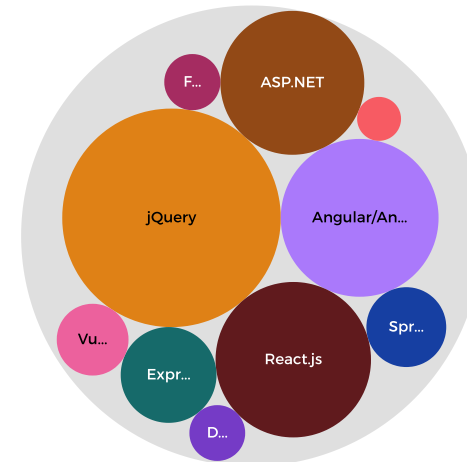 ASP.NET
F...
jQuery
Angular/An...
Spr...
Vu...
React.js
Expr...
D...